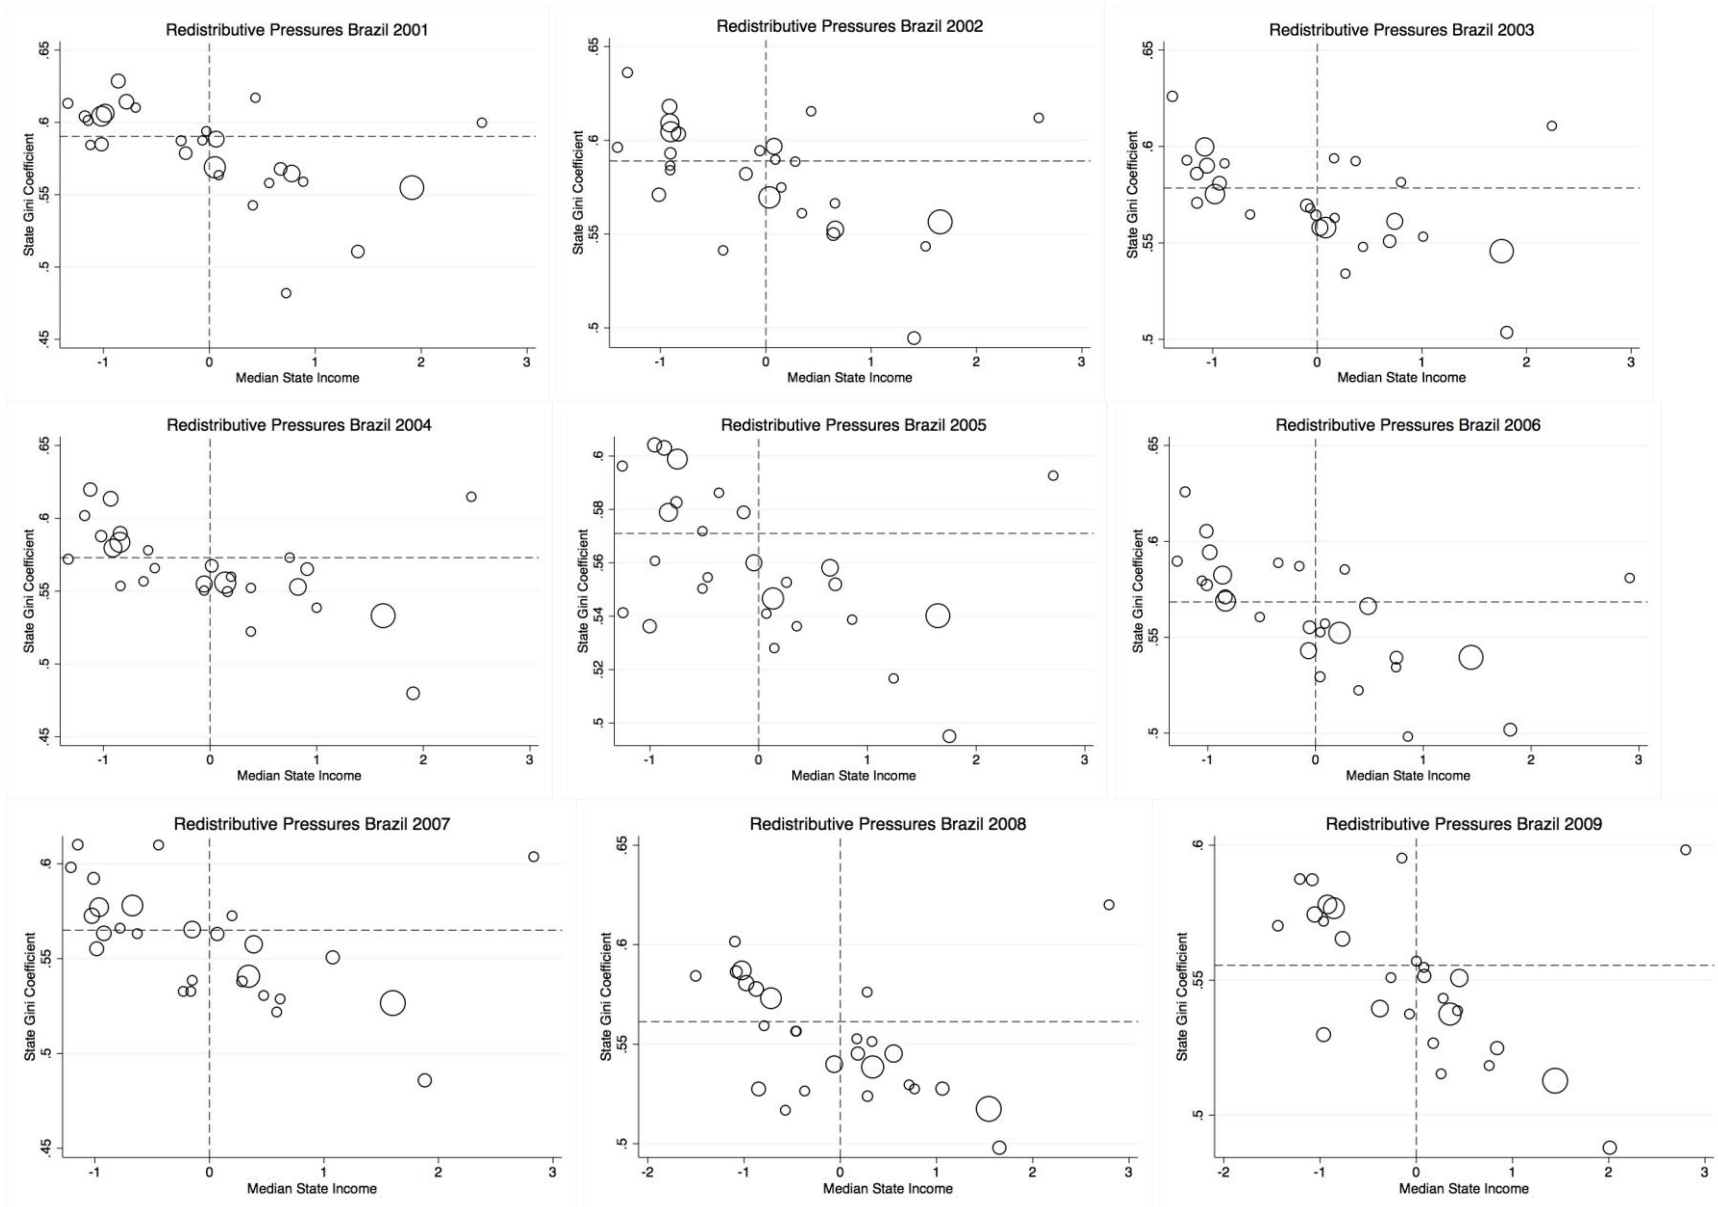 Redistributive Pressures Brazil 2001
State Gini Coefficient
.65
.6
.55
.5
.45
-1 0 1 2 3
Median State Income
Redistributive Pressures Brazil 2002
State Gini Coefficient
.65
.6
.55
.5
-1 0 1 2 3
Median State Income
Redistributive Pressures Brazil 2003
State Gini Coefficient
.65
.6
.55
.5
-1 0 1 2 3
Median State Income
Redistributive Pressures Brazil 2004
State Gini Coefficient
.65
.6
.55
.5
.45
-1 0 1 2 3
Median State Income
Redistributive Pressures Brazil 2005
State Gini Coefficient
.6
.58
.56
.54
.52
.5
-1 0 1 2 3
Median State Income
Redistributive Pressures Brazil 2006
State Gini Coefficient
.65
.6
.55
.5
-1 0 1 2 3
Median State Income
Redistributive Pressures Brazil 2007
State Gini Coefficient
.6
.55
.5
.45
-1 0 1 2 3
Median State Income
Redistributive Pressures Brazil 2008
State Gini Coefficient
.65
.6
.55
.5
-2 -1 0 1 2 3
Median State Income
Redistributive Pressures Brazil 2009
State Gini Coefficient
.6
.55
.5
-2 -1 0 1 2 3
Median State Income